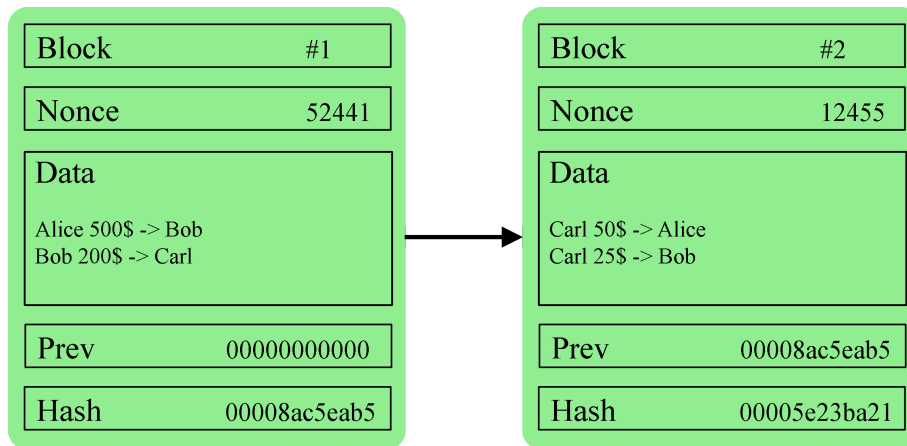 Block #1
Nonce 52441
Data
Alice 500$ -> Bob
Bob 200$ -> Carl
Prev 00000000000
Hash 00008ac5eab5
Block #2
Nonce 12455
Data
Carl 50$ -> Alice
Carl 25$ -> Bob
Prev 00008ac5eab5
Hash 00005e23ba21